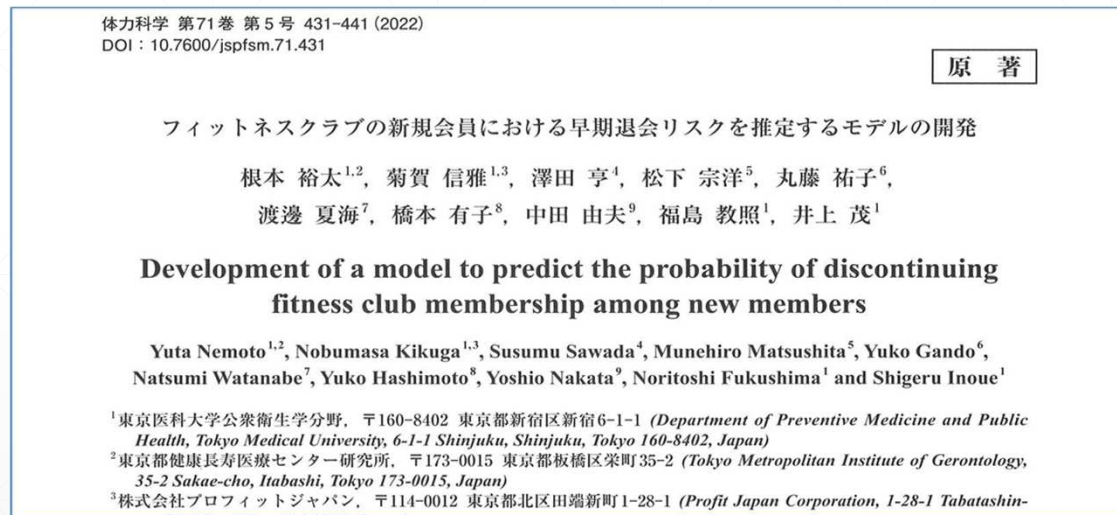 体力科学 第71巻 第5号 431-441 (2022)
DOI：10.7600/jspfsm.71.431
原 著
フィットネスクラブの新規会員における早期退会リスクを推定するモデルの開発
根本 裕太1,2, 菊賀 信雅1,3, 澤田 亨4, 松下 宗洋5, 丸藤 祐子6,
渡邊 夏海7, 橋本 有子8, 中田 由夫9, 福島 教照1, 井上 茂1
Development of a model to predict the probability of discontinuing
fitness club membership among new members
Yuta Nemoto1,2, Nobumasa Kikuga1,3, Susumu Sawada4, Munehiro Matsushita5, Yuko Gando6,
Natsumi Watanabe7, Yuko Hashimoto8, Yoshio Nakata9, Noritoshi Fukushima1 and Shigeru Inoue1
1東京医科大学公衆衛生学分野, 〒160-8402 東京都新宿区新宿6-1-1 (Department of Preventive Medicine and Public
Health, Tokyo Medical University, 6-1-1 Shinjuku, Shinjuku, Tokyo 160-8402, Japan)
2東京都健康長寿医療センター研究所, 〒173-0015 東京都板橋区栄町35-2 (Tokyo Metropolitan Institute of Gerontology,
35-2 Sakae-cho, Itabashi, Tokyo 173-0015, Japan)
3株式会社プロフィットジャパン, 〒114-0012 東京都北区田端新町1-28-1 (Profit Japan Corporation, 1-28-1 Tabatashin-